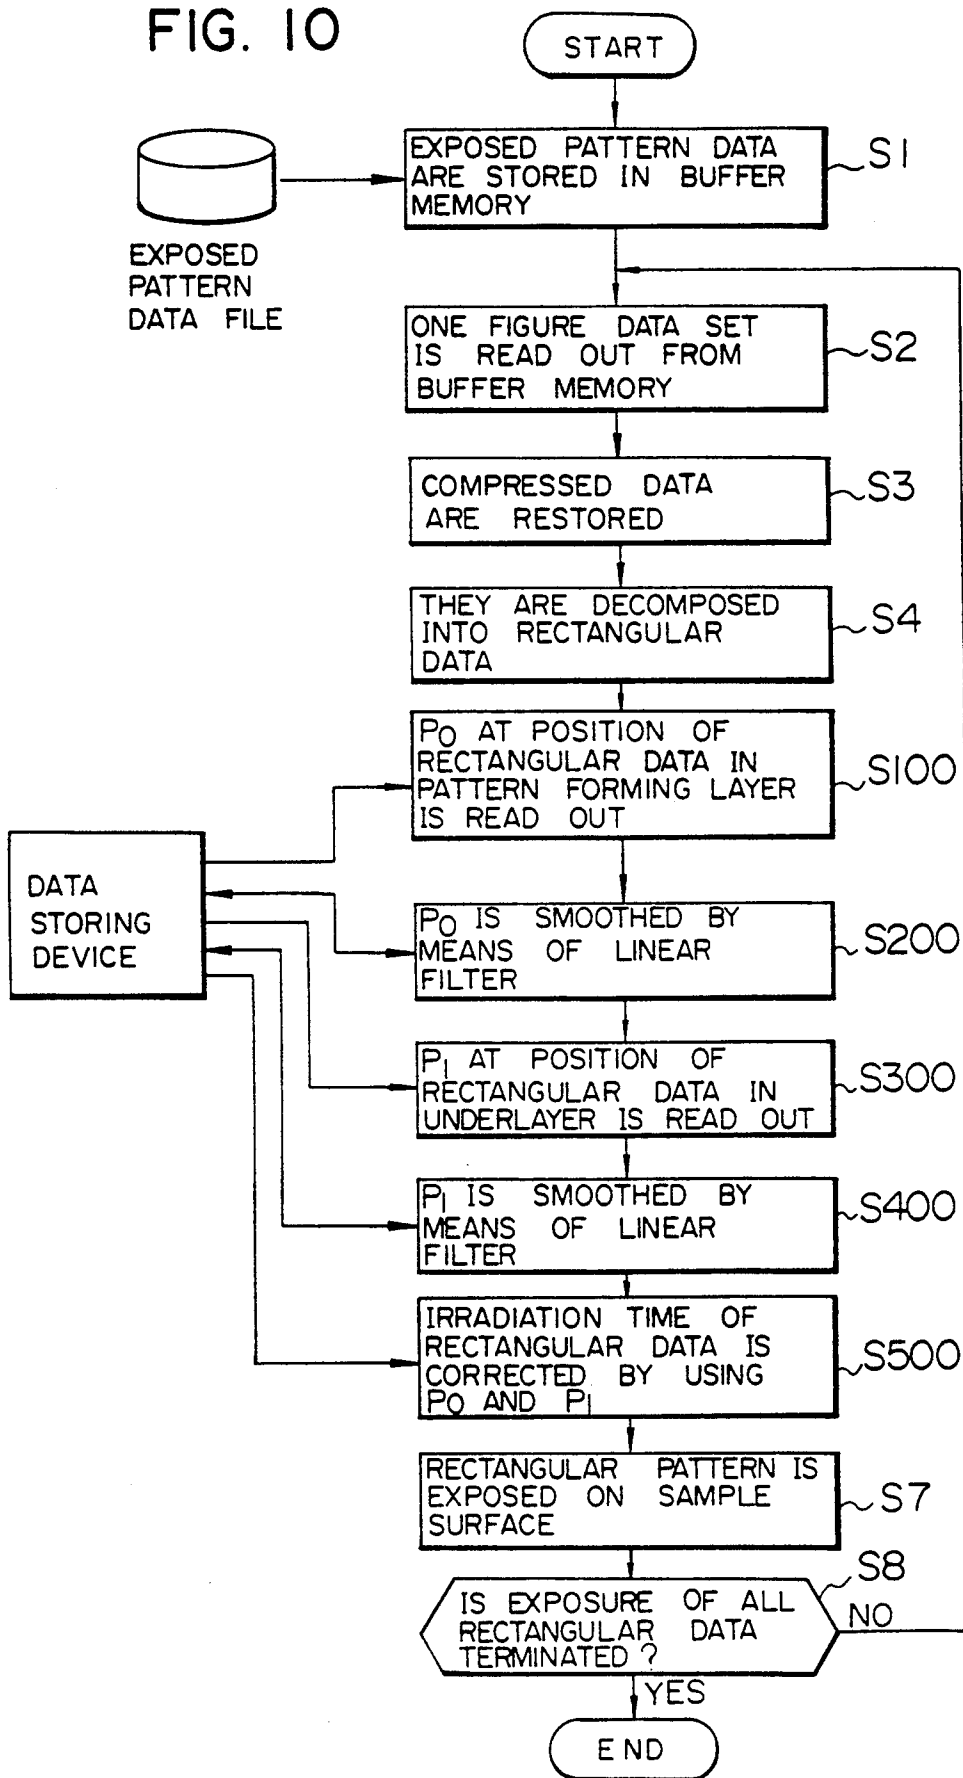 FIG. 10
START
EXPOSED PATTERN DATA
ARE STORED IN BUFFER
MEMORY
S1
EXPOSED
PATTERN
DATA FILE
ONE FIGURE DATA SET
IS READ OUT FROM
BUFFER MEMORY
S2
COMPRESSED DATA
ARE RESTORED
S3
THEY ARE DECOMPOSED
INTO RECTANGULAR
DATA
S4
P0 AT POSITION OF
RECTANGULAR DATA IN
PATTERN FORMING LAYER
IS READ OUT
S100
DATA
STORING
DEVICE
P0 IS SMOOTHED BY
MEANS OF LINEAR
FILTER
S200
P1 AT POSITION OF
RECTANGULAR DATA IN
UNDERLAYER IS READ OUT
S300
P1 IS SMOOTHED BY
MEANS OF LINEAR
FILTER
S400
IRRADIATION TIME OF
RECTANGULAR DATA IS
CORRECTED BY USING
P0 AND P1
S500
RECTANGULAR PATTERN IS
EXPOSED ON SAMPLE
SURFACE
S7
S8
IS EXPOSURE OF ALL
RECTANGULAR DATA
TERMINATED?
NO
YES
END